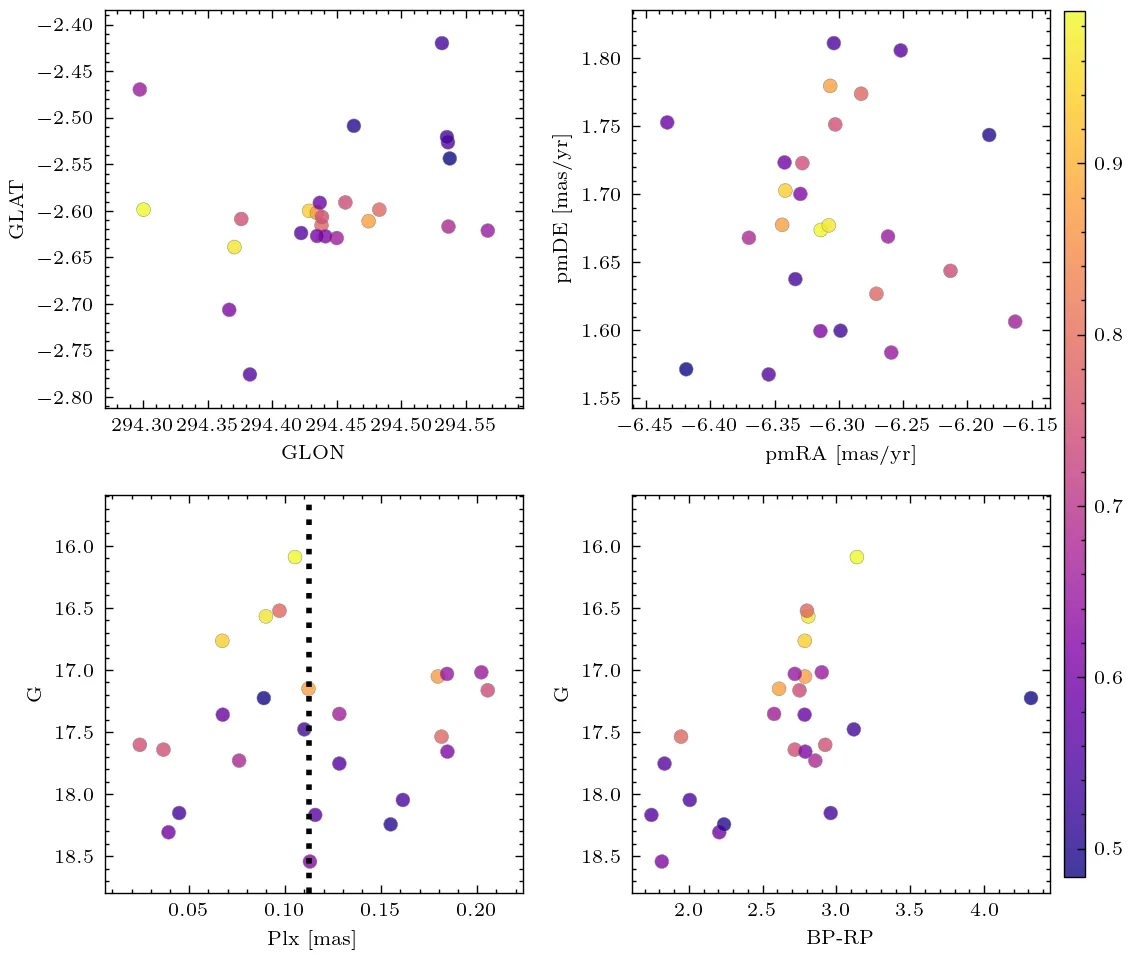 −2.40
−2.45
−2.50
−2.55
−2.60
−2.65
−2.70
−2.75
−2.80
GLAT
294.30 294.35 294.40 294.45 294.50 294.55
GLON
1.80
1.75
1.70
1.65
1.60
1.55
pmDE [mas/yr]
−6.45 −6.40 −6.35 −6.30 −6.25 −6.20 −6.15
pmRA [mas/yr]
16.0
16.5
17.0
17.5
18.0
18.5
G
0.05 0.10 0.15 0.20
Plx [mas]
16.0
16.5
17.0
17.5
18.0
18.5
G
2.0 2.5 3.0 3.5 4.0
BP-RP
0.9
0.8
0.7
0.6
0.5